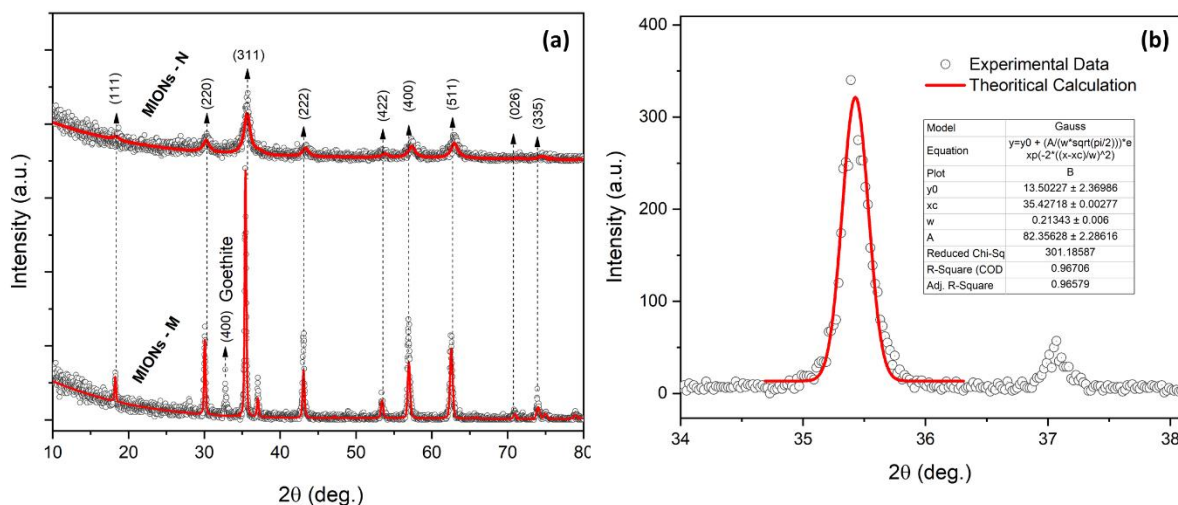 (a)
MIONs - N
(111)
(220)
(311)
(222)
(422)
(400)
(511)
(026)
(335)
MIONs - M
(400) Goethite
Intensity (a.u.)
Intensity (a.u.)
10 20 30 40 50 60 70 80
2θ (deg.)
(b)
Experimental Data
Theoritical Calculation
Model Gauss
Equation y=y0 + (A/(w*sqrt(pi/2)))*e
xp(-2*((x-xc)/w)^2)
Plot B
y0 13.50227 ± 2.36986
xc 35.42718 ± 0.00277
w 0.21343 ± 0.006
A 82.35628 ± 2.28616
Reduced Chi-Sq 301.18587
R-Square (COD 0.96706
Adj. R-Square 0.96579
400
300
200
100
0
34 35 36 37 38
Intensity (a.u.)
2θ (deg.)